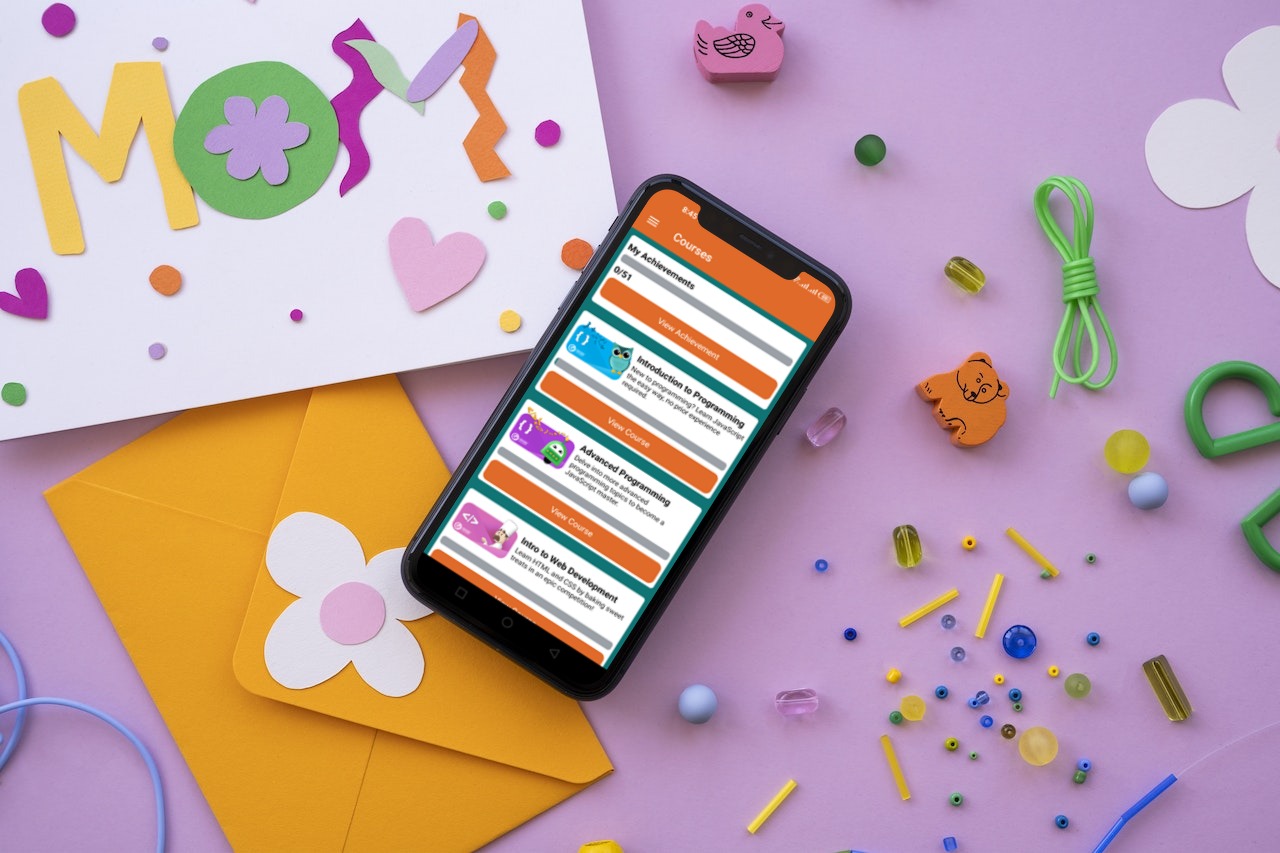 MOM
8:45
Courses
My Achievements
0/51
View Achievement
{ }
Introduction to Programming
New to programming? Learn JavaScript
the easy way, no prior experience
required.
View Course
{ }
Advanced Programming
Delve into more advanced
programming topics to become a
JavaScript master.
View Course
</>
Intro to Web Development
Learn HTML and CSS by baking sweet
treats in an epic competition!